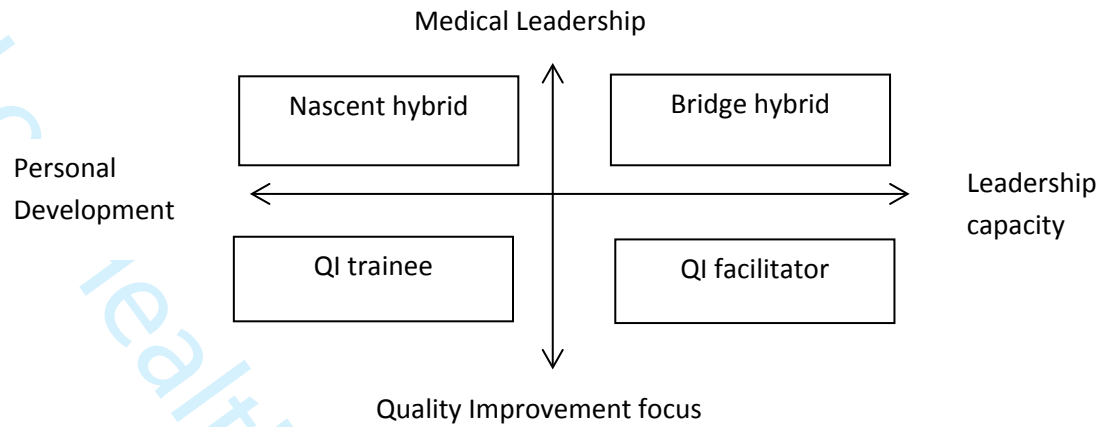 Medical Leadership
Nascent hybrid
Bridge hybrid
Personal
Development
Leadership
capacity
QI trainee
QI facilitator
Quality Improvement focus